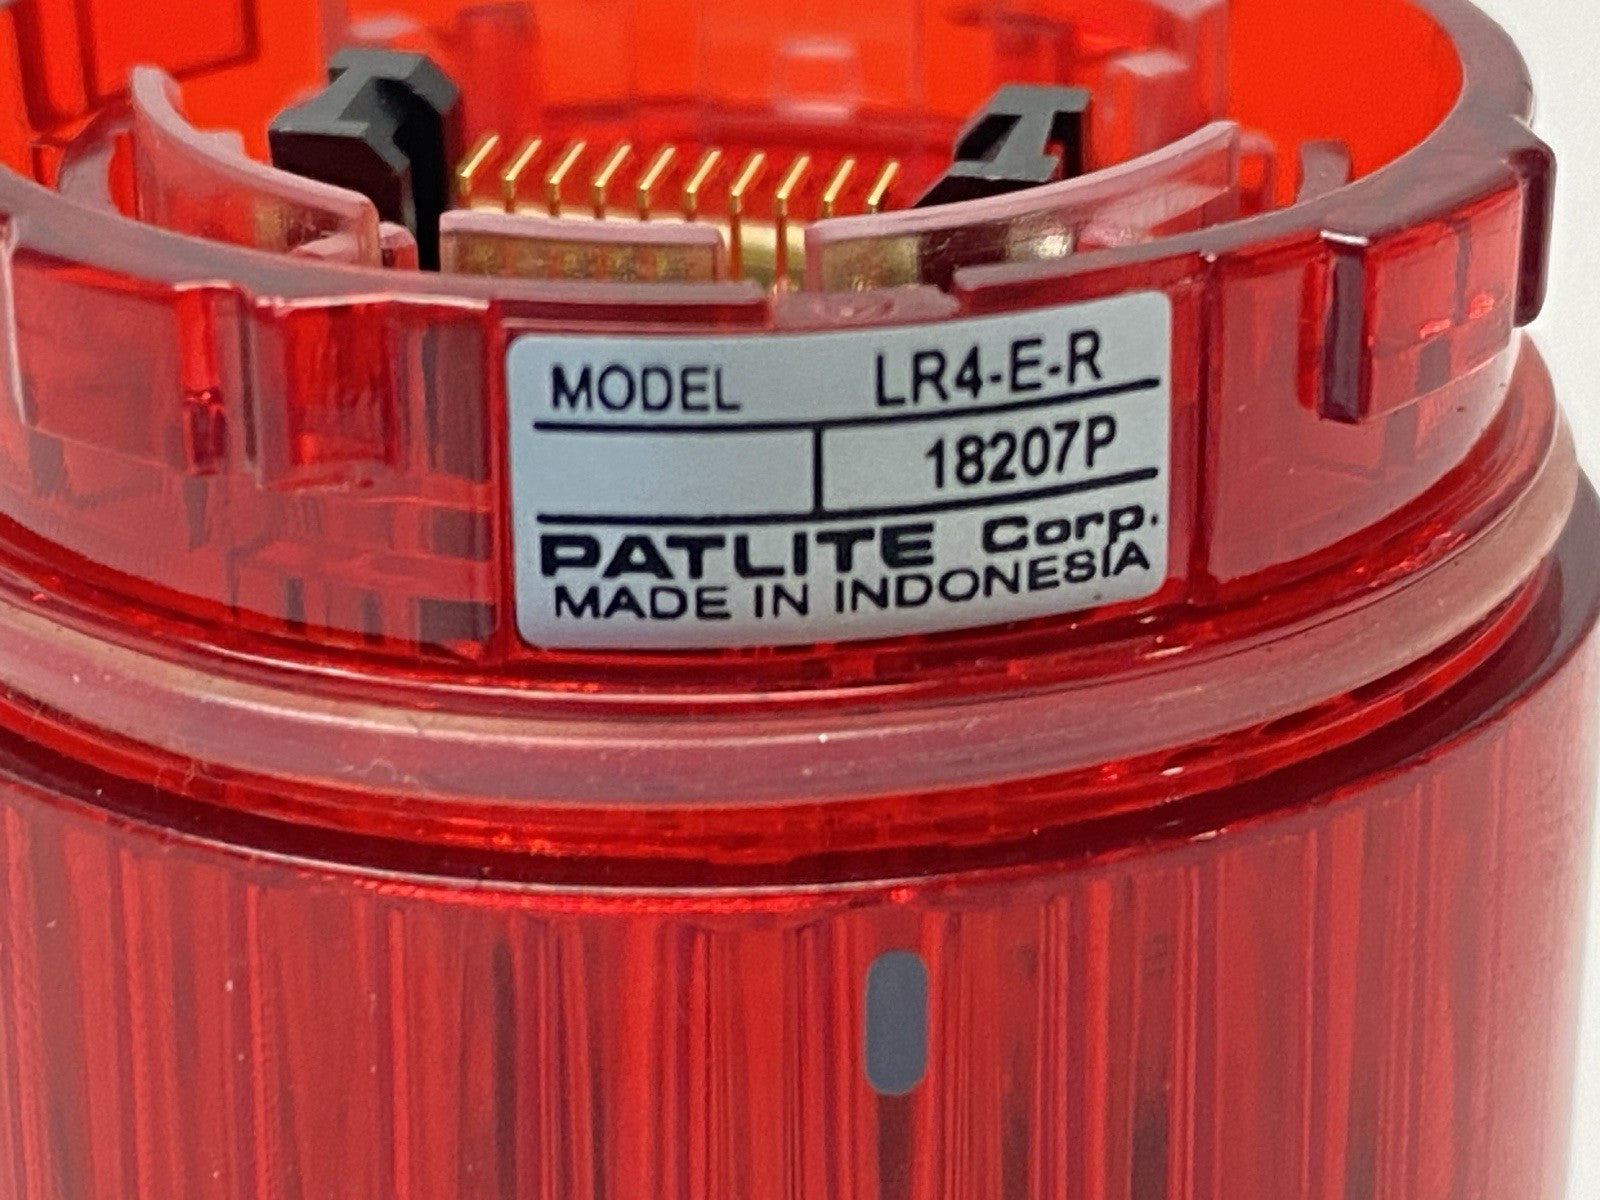 MODEL LR4-E-R
18207P
PATLITE Corp.
MADE IN INDONESIA